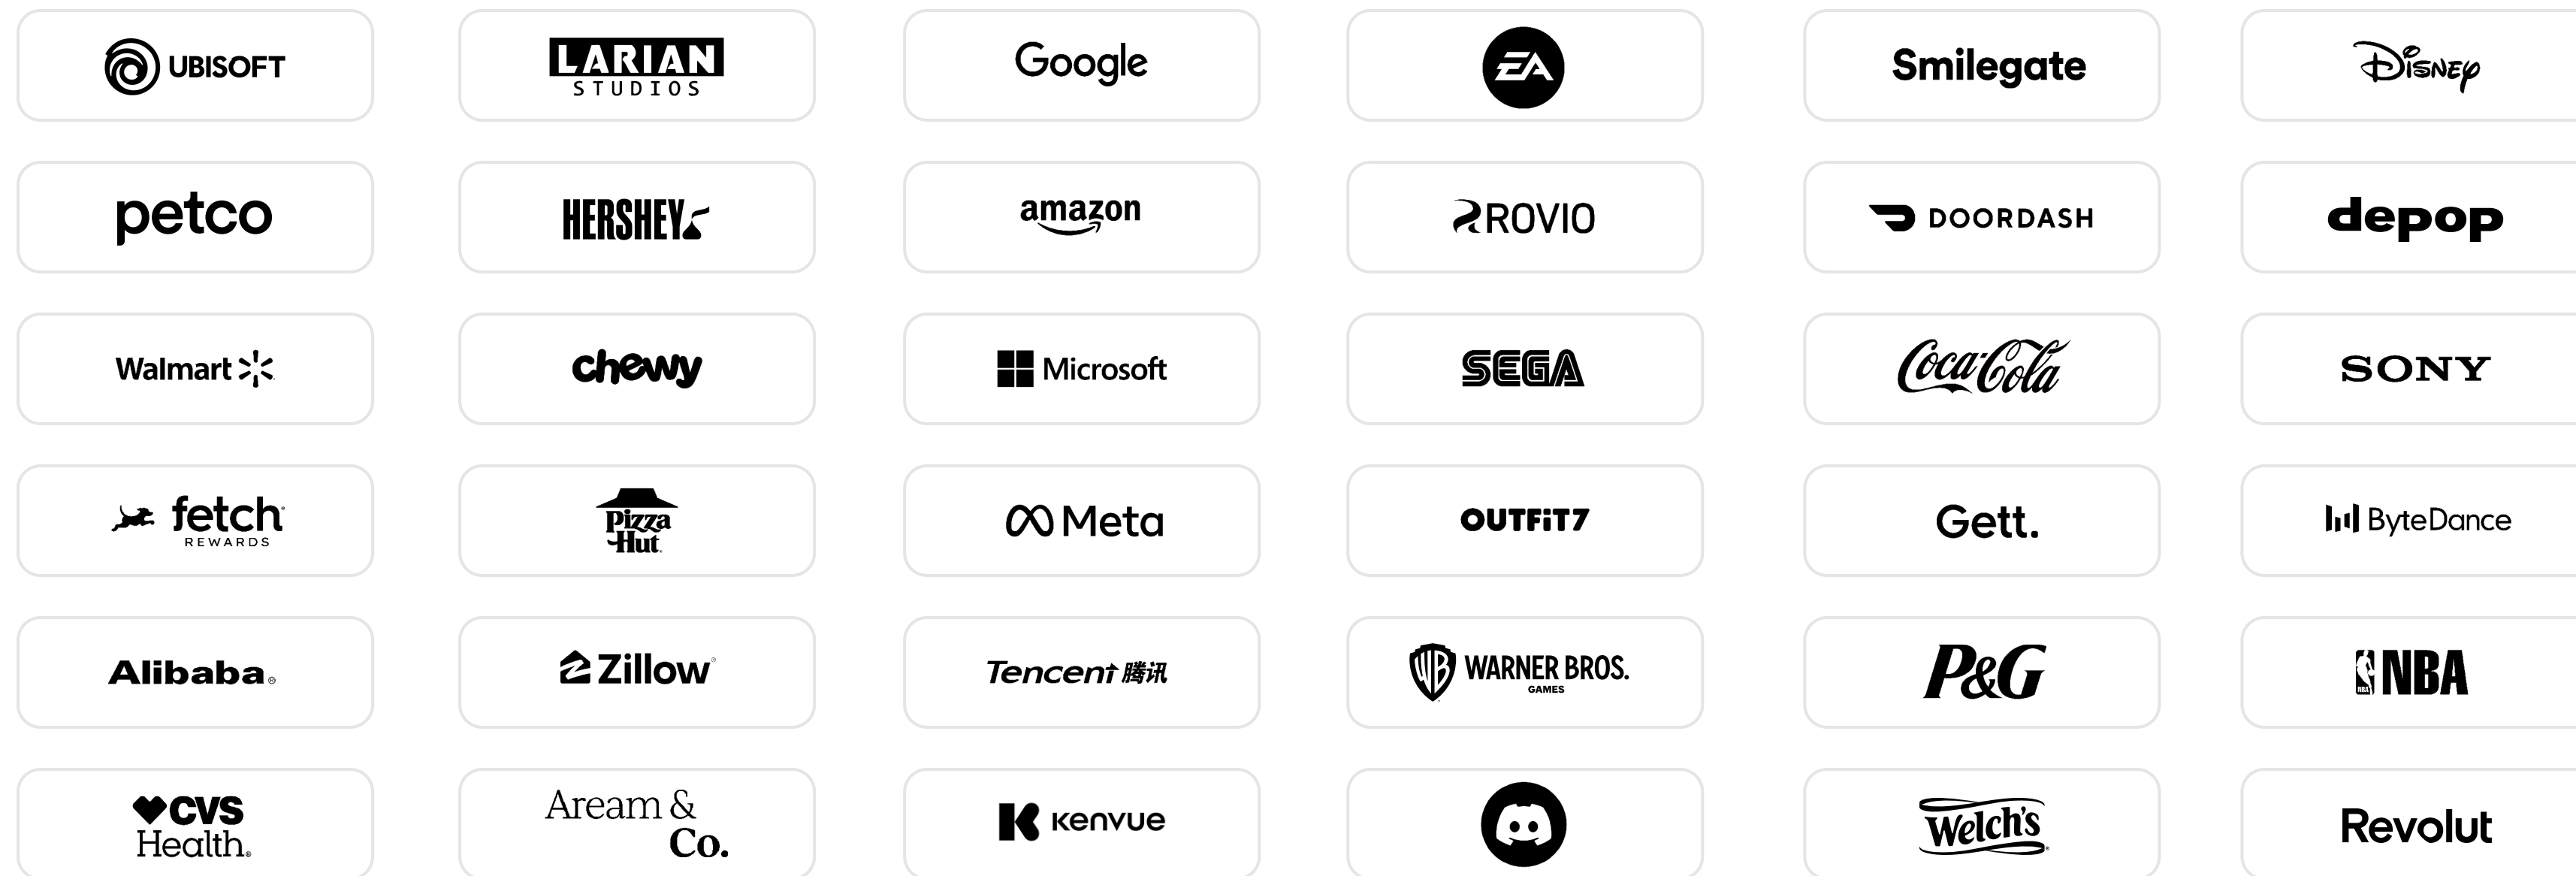 UBISOFT
LARIAN
STUDIOS
Google
EA
Smilegate
Disney
petco
HERSHEY
amazon
ROVIO
DOORDASH
depop
Walmart
chewy
Microsoft
SEGA
Coca-Cola
SONY
fetch
REWARDS
Pizza
Hut
Meta
OUTFiT7
Gett.
ByteDance
Alibaba®
Zillow®
Tencent 腾讯
WB WARNER BROS.
GAMES
P&G
NBA NBA
CVS
Health®
Aream &
Co.
kenvue
Welch's
Revolut